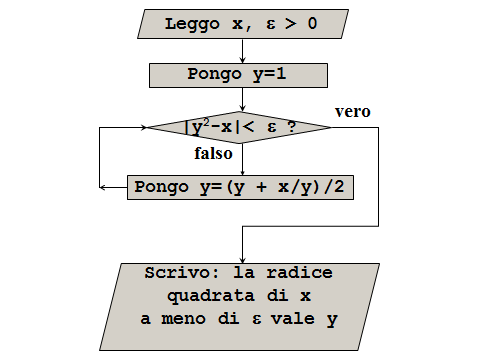 Leggo x, ε > 0
Pongo y=1
vero
|y²-x|< ε ?
falso
Pongo y=(y + x/y)/2
Scrivo: la radice
quadrata di x
a meno di ε vale y